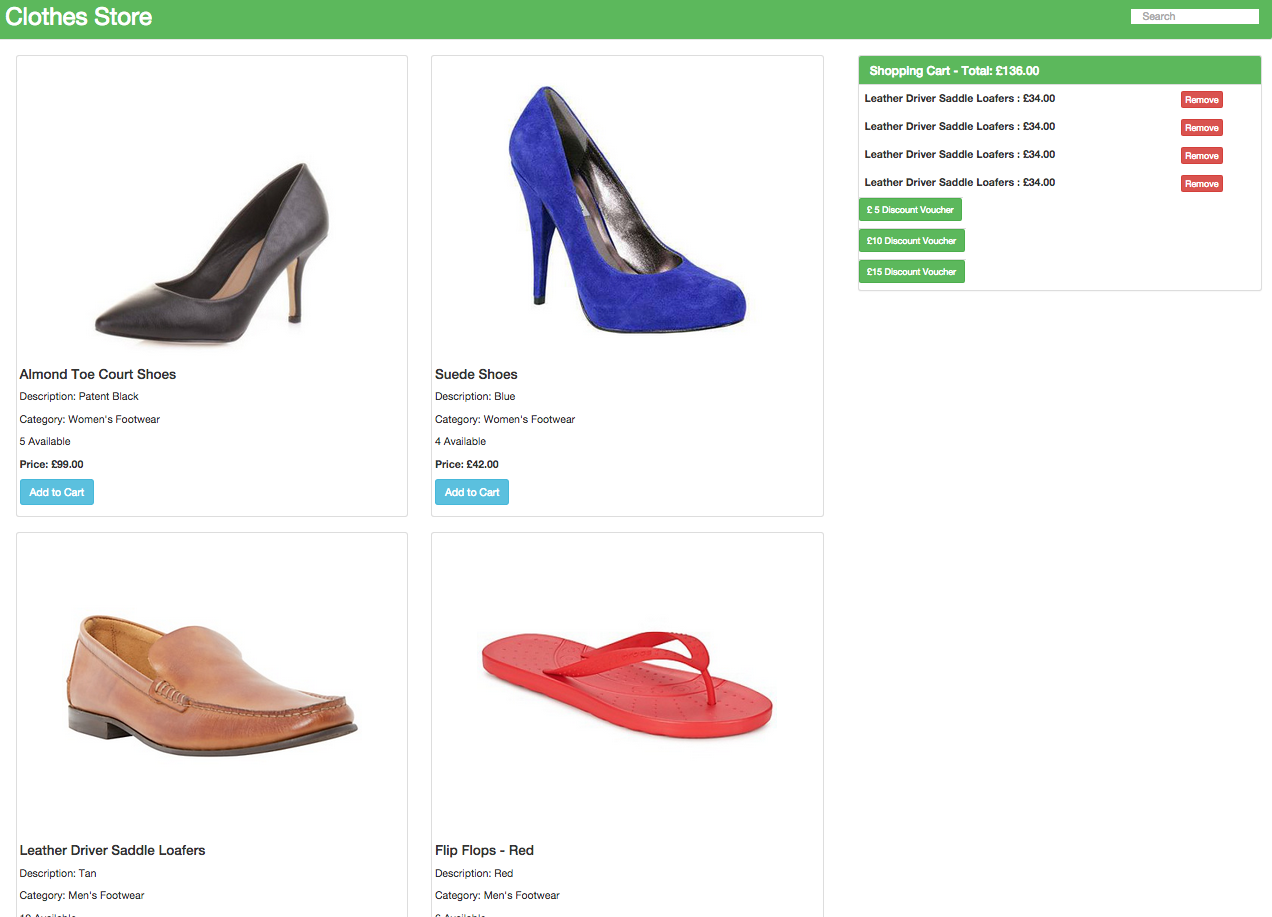 Clothes Store
Search
Almond Toe Court Shoes
Description: Patent Black
Category: Women's Footwear
5 Available
Price: £99.00
Add to Cart
Suede Shoes
Description: Blue
Category: Women's Footwear
4 Available
Price: £42.00
Add to Cart
Shopping Cart - Total: £136.00
Leather Driver Saddle Loafers : £34.00 Remove
Leather Driver Saddle Loafers : £34.00 Remove
Leather Driver Saddle Loafers : £34.00 Remove
Leather Driver Saddle Loafers : £34.00 Remove
£ 5 Discount Voucher
£10 Discount Voucher
£15 Discount Voucher
Leather Driver Saddle Loafers
Description: Tan
Category: Men's Footwear
Available
Flip Flops - Red
Description: Red
Category: Men's Footwear
Available